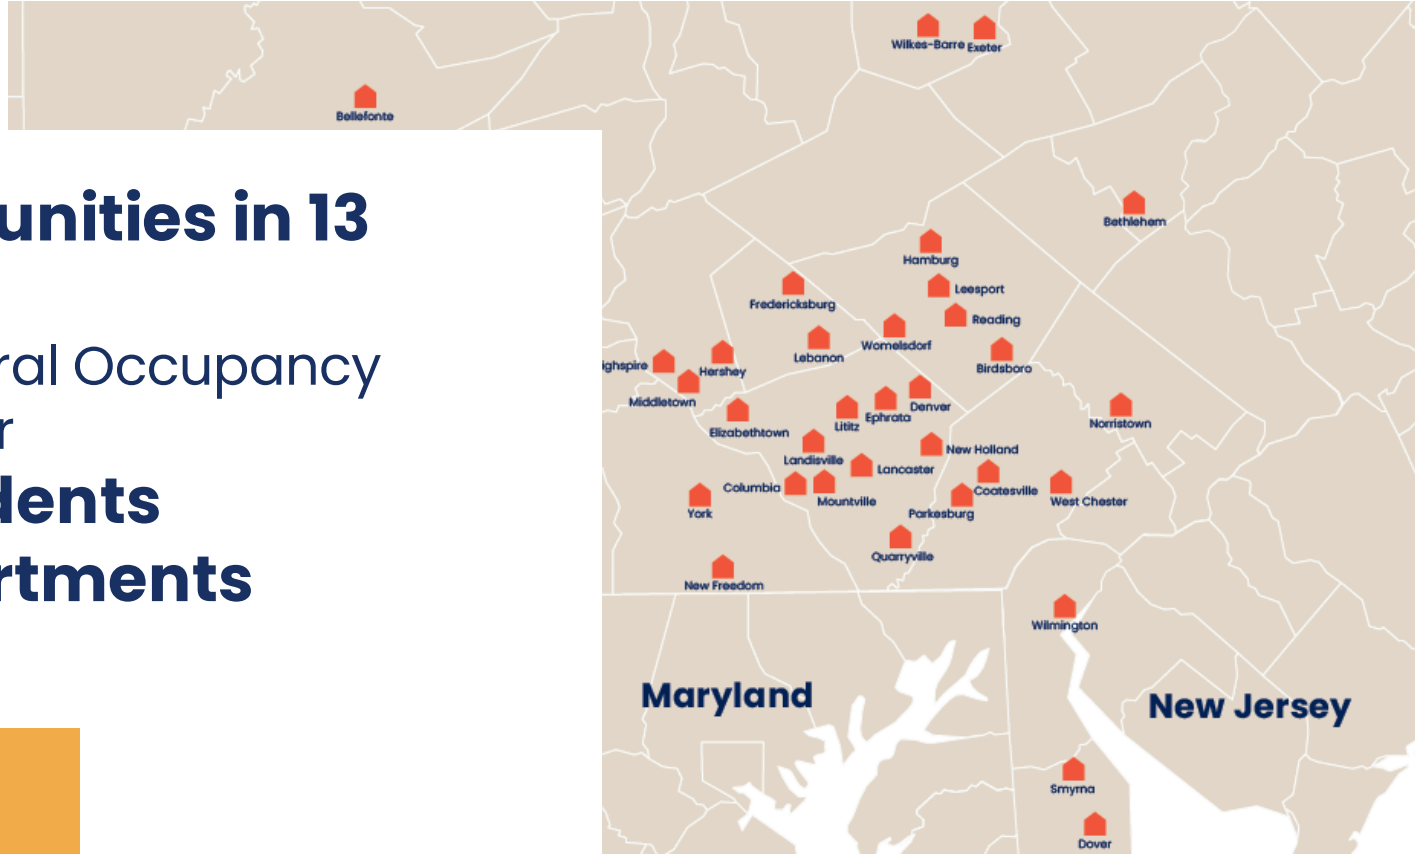 Wilkes-Barre
Exeter
Bellefonte
unities in 13
ral Occupancy
r
dents
rtments
Bethlehem
Hamburg
Leesport
Fredericksburg
Reading
Womelsdorf
Lebanon
Birdsboro
ighspire
Hershey
Middletown
Denver
Ephrata
Lititz
Norristown
Elizabethtown
New Holland
Landisville
Lancaster
Columbia
Coatesville
Mountville
West Chester
York
Parkesburg
Quarryville
New Freedom
Wilmington
Maryland
New Jersey
Smyrna
Dover